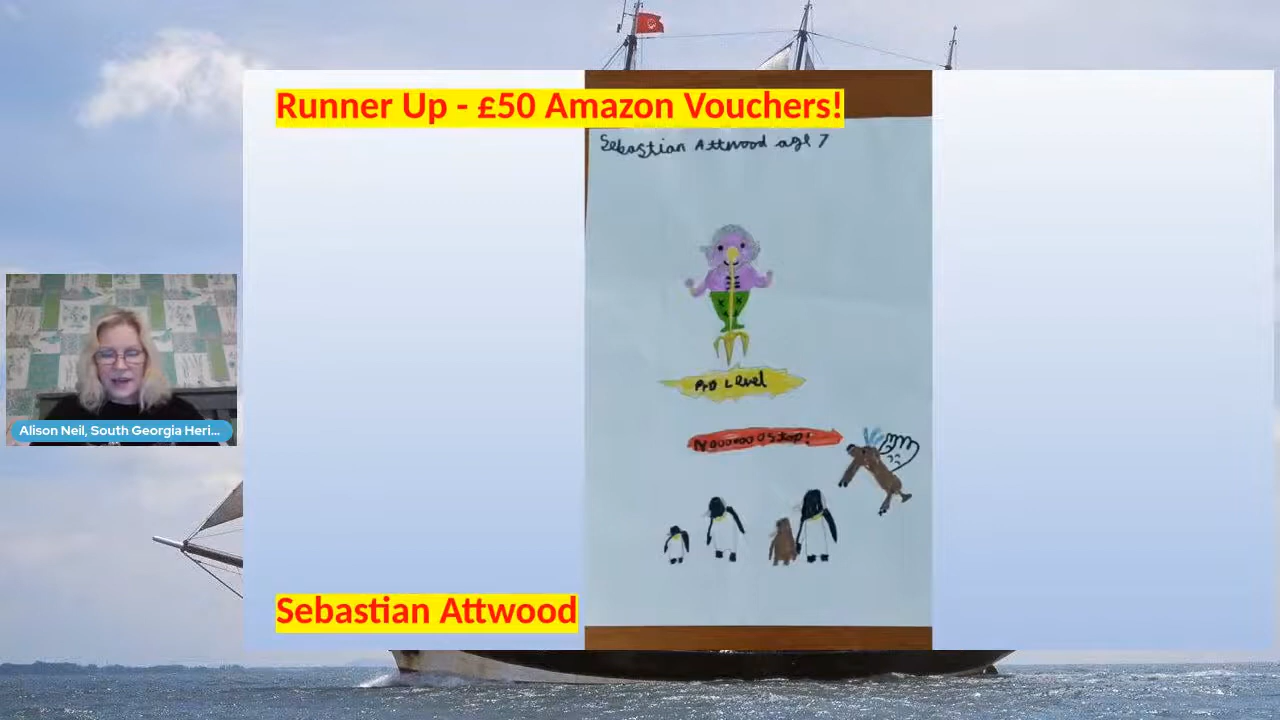 Runner Up - £50 Amazon Vouchers!
Sebastian Attwood age 7
Pro Level
Nooooooo Stop!
Alison Neil, South Georgia Heri...
Sebastian Attwood